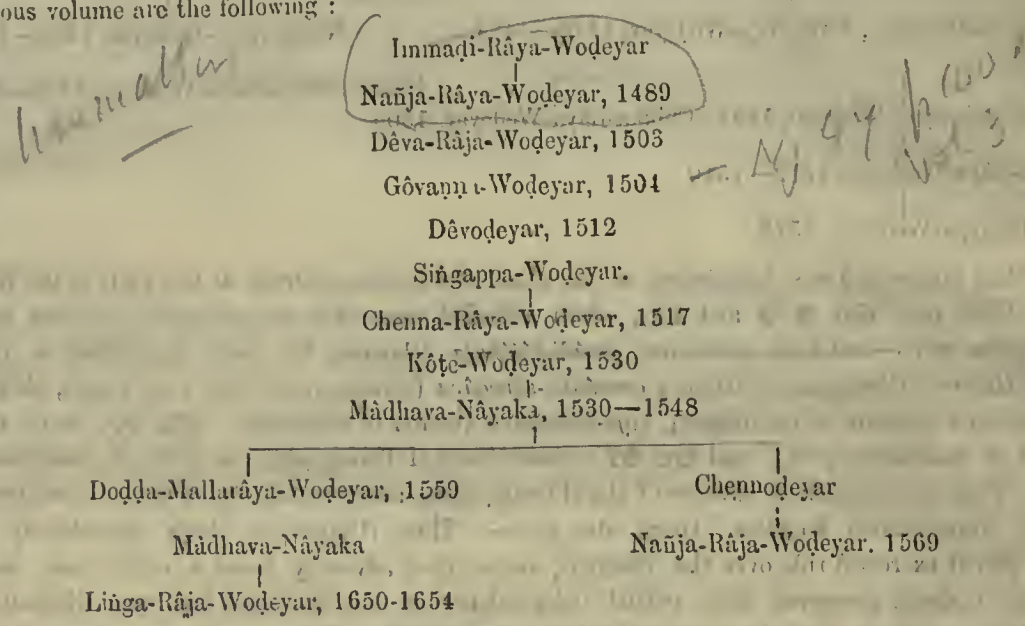 ous volume are the following :
Immaḍi-Râya-Woḍeyar
Nañja-Râya-Woḍeyar, 1489
Dêva-Râja-Woḍeyar, 1503
Gôvaṇṇ -Woḍeyar, 1504
Dêvoḍeyar, 1512
Siṅgappa-Woḍeyar.
Chenna-Râya-Woḍeyar, 1517
Kôṭe-Woḍeyar, 1530
Mâdhava-Nâyaka, 1530—1548
Doḍḍa-Mallarâya-Woḍeyar, 1559 Chennoḍeyar
Mâdhava-Nâyaka Nañja-Râja-Woḍeyar. 1569
Liṅga-Râja-Woḍeyar, 1650-1654